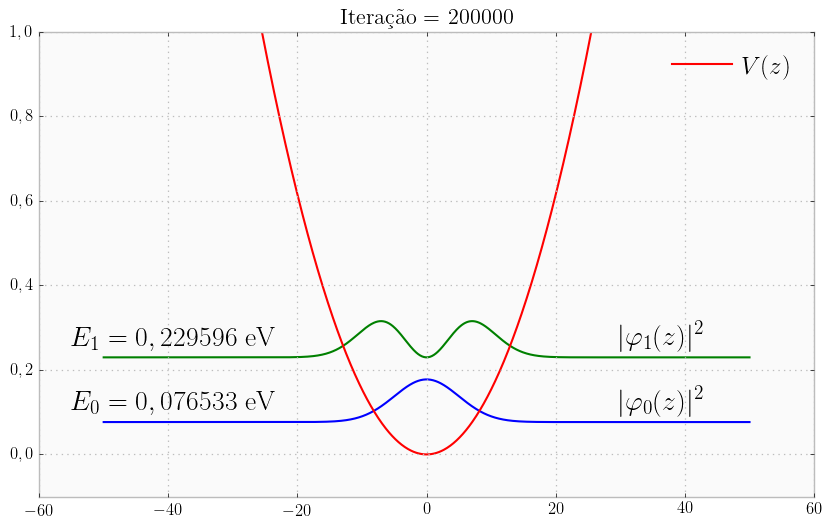 Iteração = 200000
1, 0
V(z)
0, 8
0, 6
0, 4
E₁ = 0, 229596 eV
|φ₁(z)|²
0, 2
E₀ = 0, 076533 eV
|φ₀(z)|²
0, 0
−60 −40 −20 0 20 40 60